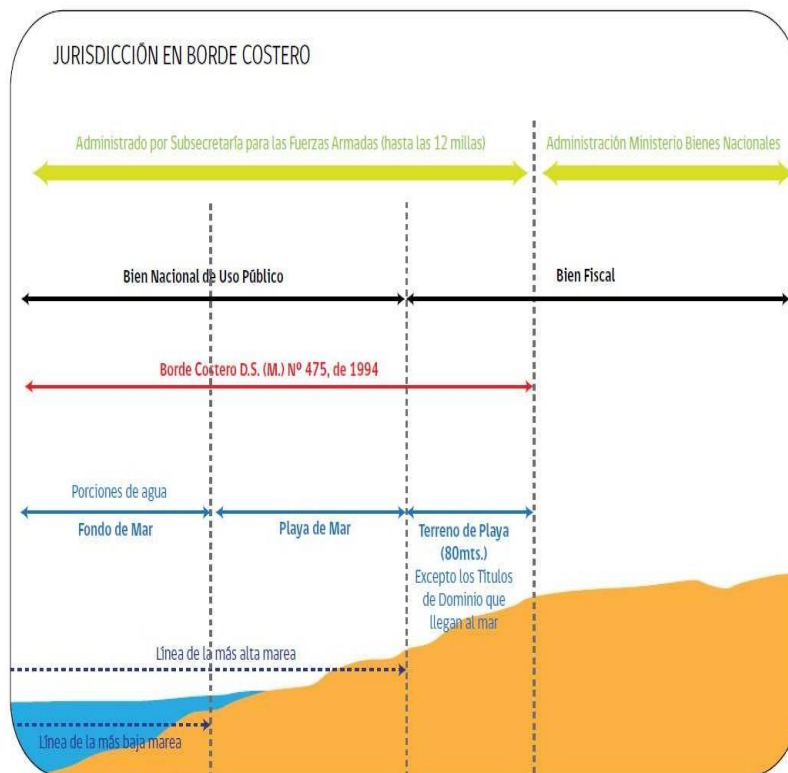 JURISDICCIÓN EN BORDE COSTERO
Administrado por Subsecretaría para las Fuerzas Armadas (hasta las 12 millas)
Administración Ministerio Bienes Nacionales
Bien Nacional de Uso Público
Bien Fiscal
Borde Costero D.S. (M.) Nº 475, de 1994
Porciones de agua
Fondo de Mar
Playa de Mar
Terreno de Playa
(80mts.)
Excepto los Títulos
de Dominio que
llegan al mar
Línea de la más alta marea
Línea de la más baja marea